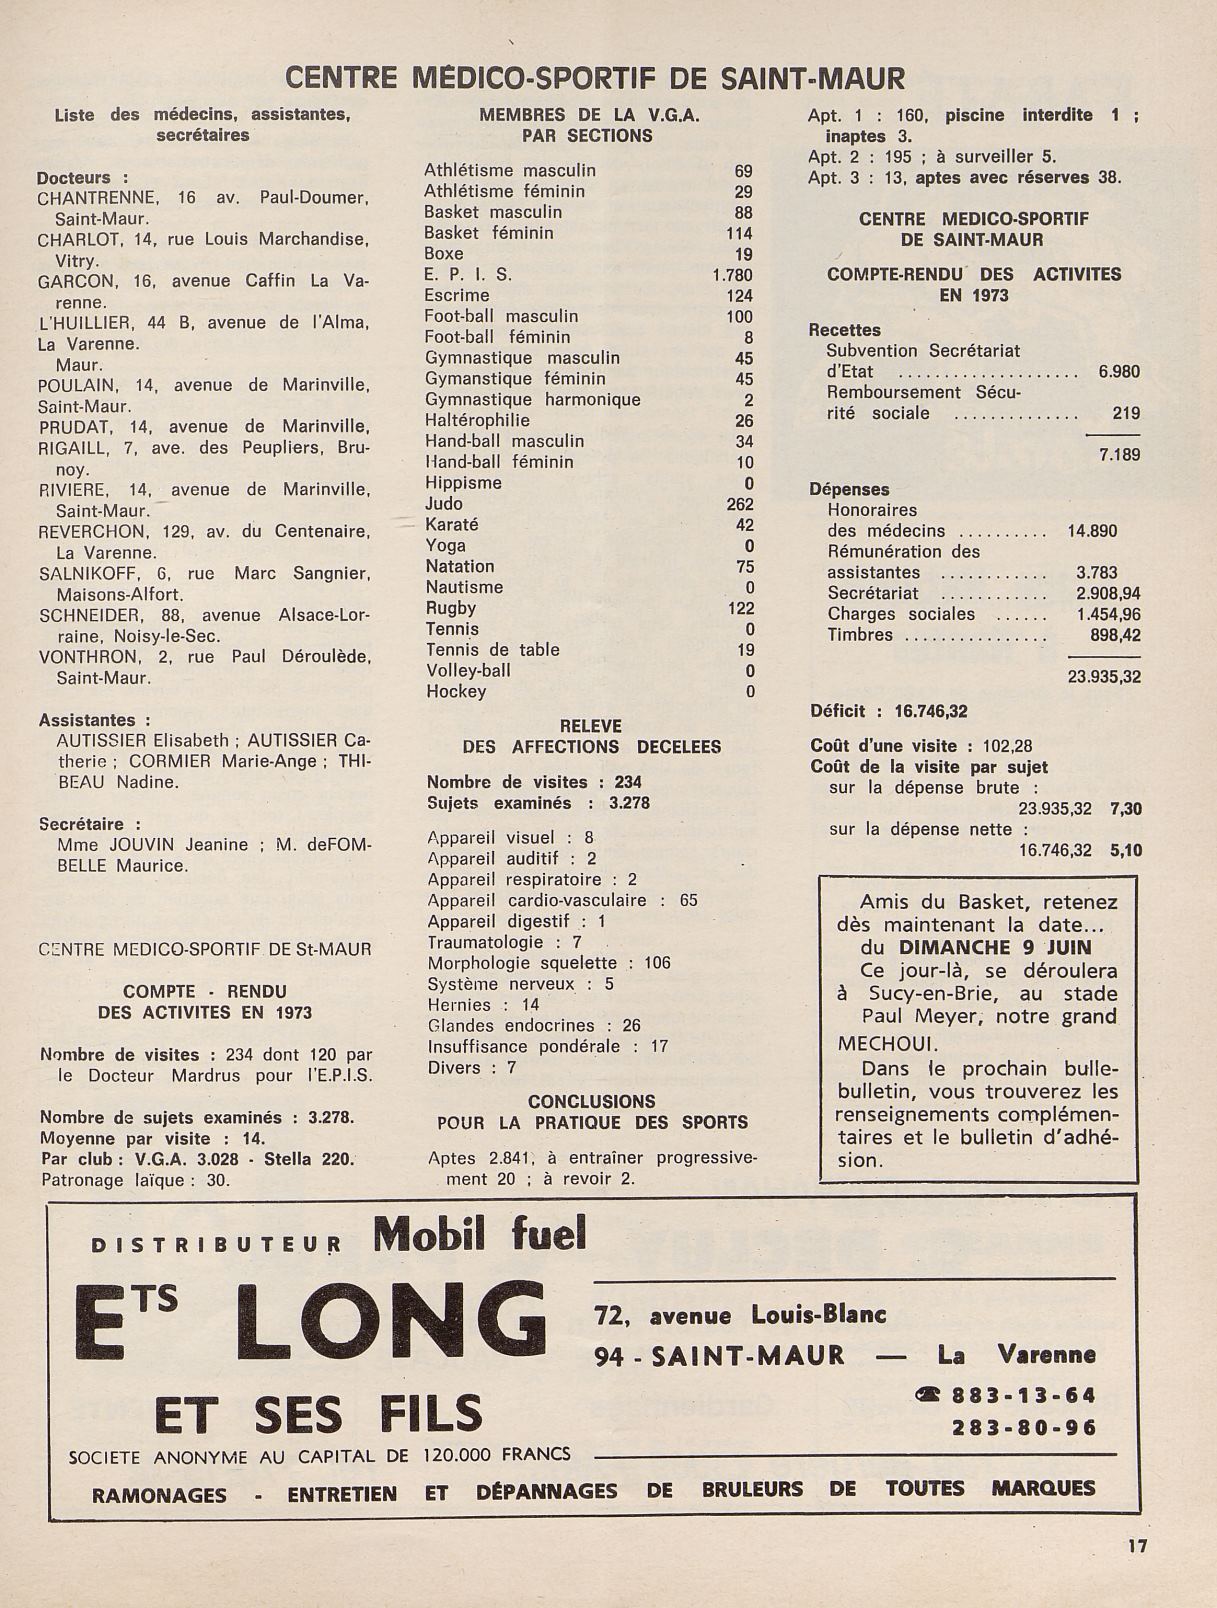 CENTRE MÉDICO-SPORTIF DE SAINT-MAUR
Liste des médecins, assistantes,
secrétaires
Docteurs :
CHANTRENNE, 16 av. Paul-Doumer,
Saint-Maur.
CHARLOT, 14, rue Louis Marchandise,
Vitry.
GARCON, 16, avenue Caffin La Va-
renne.
L'HUILLIER, 44 B, avenue de l'Alma,
La Varenne.
Maur.
POULAIN, 14, avenue de Marinville,
Saint-Maur.
PRUDAT, 14, avenue de Marinville,
RIGAILL, 7, ave. des Peupliers, Bru-
noy.
RIVIERE, 14, avenue de Marinville,
Saint-Maur.
REVERCHON, 129, av. du Centenaire,
La Varenne.
SALNIKOFF, 6, rue Marc Sangnier,
Maisons-Alfort.
SCHNEIDER, 88, avenue Alsace-Lor-
raine, Noisy-le-Sec.
VONTHRON, 2, rue Paul Déroulède,
Saint-Maur.
Assistantes :
AUTISSIER Elisabeth ; AUTISSIER Ca-
therie ; CORMIER Marie-Ange ; THI-
BEAU Nadine.
Secrétaire :
Mme JOUVIN Jeanine ; M. deFOM-
BELLE Maurice.
CENTRE MEDICO-SPORTIF DE St-MAUR
COMPTE - RENDU
DES ACTIVITES EN 1973
Nombre de visites : 234 dont 120 par
le Docteur Mardrus pour l'E.P.I.S.
Nombre de sujets examinés : 3.278.
Moyenne par visite : 14.
Par club : V.G.A. 3.028 - Stella 220.
Patronage laïque : 30.
MEMBRES DE LA V.G.A.
PAR SECTIONS
Athlétisme masculin 69
Athlétisme féminin 29
Basket masculin 88
Basket féminin 114
Boxe 19
E. P. I. S. 1.780
Escrime 124
Foot-ball masculin 100
Foot-ball féminin 8
Gymnastique masculin 45
Gymanstique féminin 45
Gymnastique harmonique 2
Haltérophilie 26
Hand-ball masculin 34
Hand-ball féminin 10
Hippisme 0
Judo 262
Karaté 42
Yoga 0
Natation 75
Nautisme 0
Rugby 122
Tennis 0
Tennis de table 19
Volley-ball 0
Hockey 0
RELEVE
DES AFFECTIONS DECELEES
Nombre de visites : 234
Sujets examinés : 3.278
Appareil visuel : 8
Appareil auditif : 2
Appareil respiratoire : 2
Appareil cardio-vasculaire : 65
Appareil digestif : 1
Traumatologie : 7
Morphologie squelette : 106
Système nerveux : 5
Hernies : 14
Glandes endocrines : 26
Insuffisance pondérale : 17
Divers : 7
CONCLUSIONS
POUR LA PRATIQUE DES SPORTS
Aptes 2.841, à entraîner progressive-
ment 20 ; à revoir 2.
Apt. 1 : 160, piscine interdite 1 ;
inaptes 3.
Apt. 2 : 195 ; à surveiller 5.
Apt. 3 : 13, aptes avec réserves 38.
CENTRE MEDICO-SPORTIF
DE SAINT-MAUR
COMPTE-RENDU DES ACTIVITES
EN 1973
Recettes
Subvention Secrétariat
d'Etat .................... 6.980
Remboursement Sécu-
rité sociale .............. 219
7.189
Dépenses
Honoraires
des médecins .......... 14.890
Rémunération des
assistantes ............ 3.783
Secrétariat ............ 2.908,94
Charges sociales ...... 1.454,96
Timbres ................ 898,42
23.935,32
Déficit : 16.746,32
Coût d'une visite : 102,28
Coût de la visite par sujet
sur la dépense brute :
23.935,32 7,30
sur la dépense nette :
16.746,32 5,10
Amis du Basket, retenez
dès maintenant la date...
du DIMANCHE 9 JUIN
Ce jour-là, se déroulera
à Sucy-en-Brie, au stade
Paul Meyer, notre grand
MECHOUI.
Dans le prochain bulle-
bulletin, vous trouverez les
renseignements complémen-
taires et le bulletin d'adhé-
sion.
DISTRIBUTEUR Mobil fuel
ETS LONG
ET SES FILS
SOCIETE ANONYME AU CAPITAL DE 120.000 FRANCS
72, avenue Louis-Blanc
94 - SAINT-MAUR — La Varenne
☎ 883-13-64
283-80-96
RAMONAGES - ENTRETIEN ET DÉPANNAGES DE BRULEURS DE TOUTES MARQUES
17